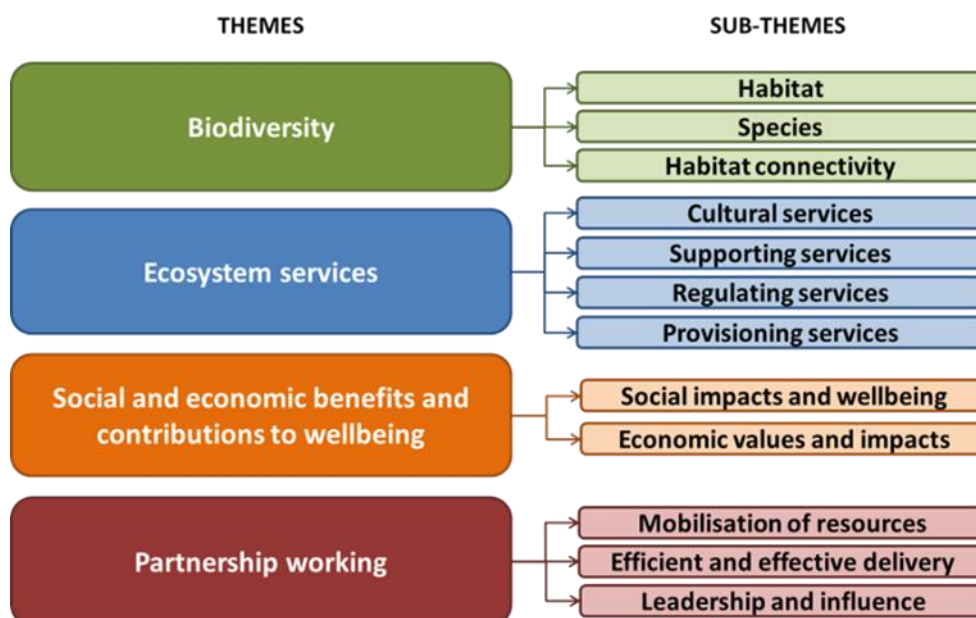 THEMES
SUB-THEMES
Biodiversity
Habitat
Species
Habitat connectivity
Ecosystem services
Cultural services
Supporting services
Regulating services
Provisioning services
Social and economic benefits and
contributions to wellbeing
Social impacts and wellbeing
Economic values and impacts
Partnership working
Mobilisation of resources
Efficient and effective delivery
Leadership and influence